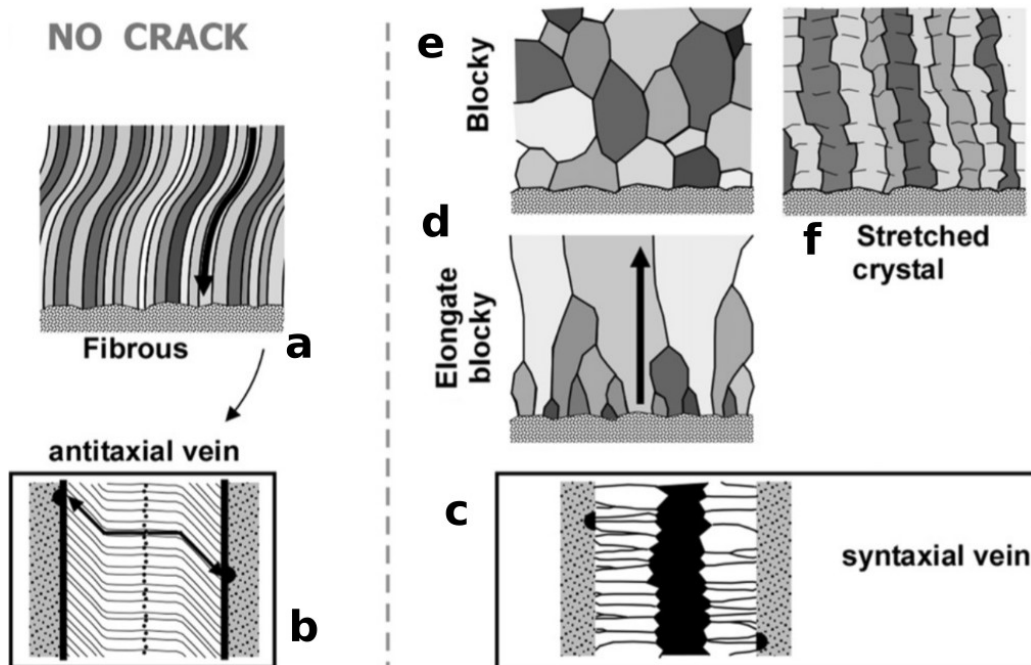 NO CRACK
Fibrous
a
antitaxial vein
b
e
Blocky
d
Elongate
blocky
f
Stretched
crystal
c
syntaxial vein